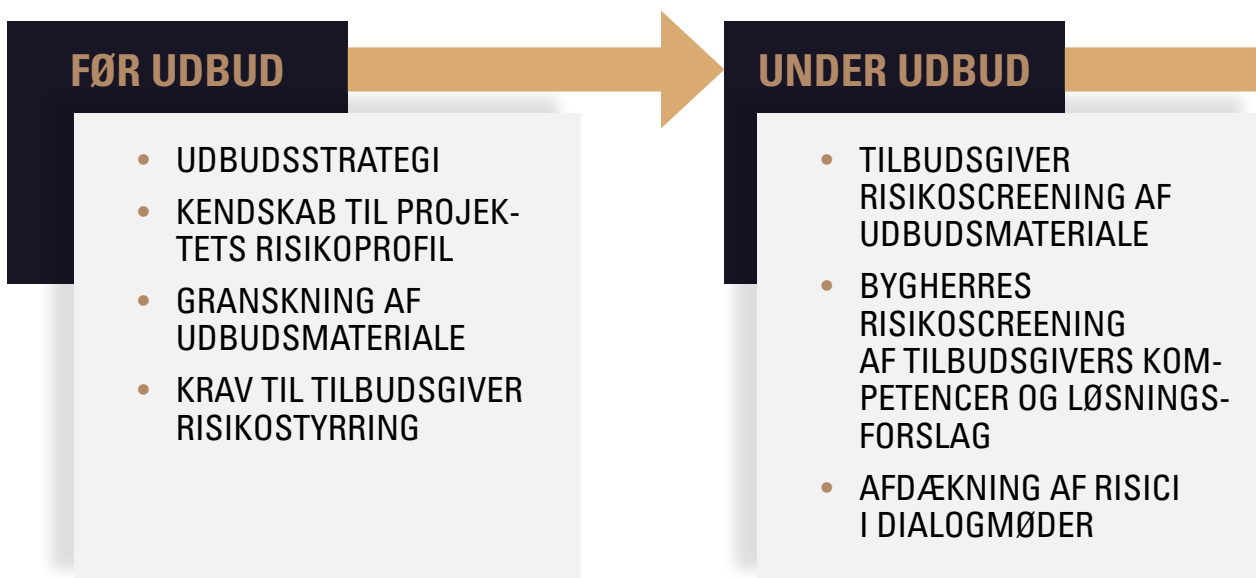 FØR UDBUD
• UDBUDSSTRATEGI
• KENDSKAB TIL PROJEK-
TETS RISIKOPROFIL
• GRANSKNING AF
UDBUDSMATERIALE
• KRAV TIL TILBUDSGIVER
RISIKOSTYRRING
UNDER UDBUD
• TILBUDSGIVER
RISIKOSCREENING AF
UDBUDSMATERIALE
• BYGHERRES
RISIKOSCREENING
AF TILBUDSGIVERS KOM-
PETENCER OG LØSNINGS-
FORSLAG
• AFDÆKNING AF RISICI
I DIALOGMØDER